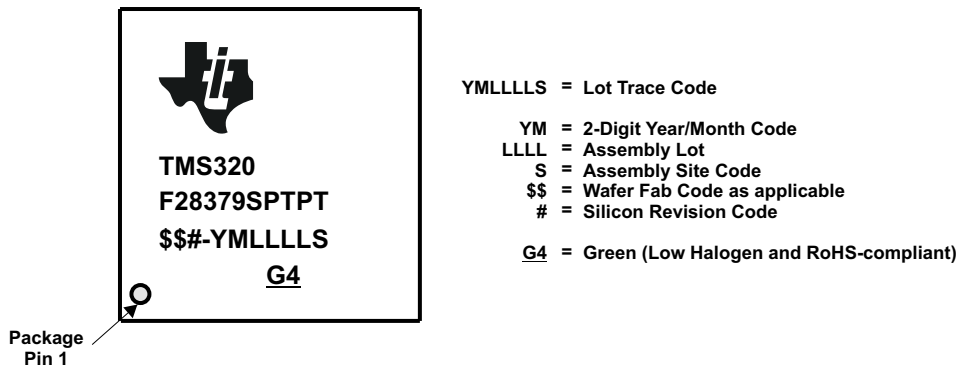 TMS320
F28379SPTPT
$$#-YMLLLLS
G4
Package
Pin 1
YMLLLLS = Lot Trace Code
YM = 2-Digit Year/Month Code
LLLL = Assembly Lot
S = Assembly Site Code
$$ = Wafer Fab Code as applicable
# = Silicon Revision Code
G4 = Green (Low Halogen and RoHS-compliant)